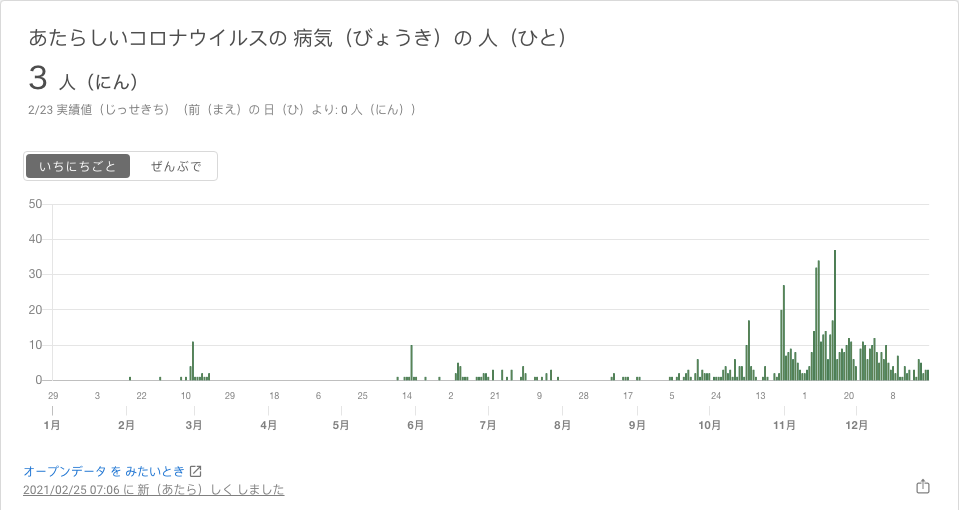 あたらしいコロナウイルスの 病気（びょうき）の 人（ひと）
3 人（にん）
2/23 実績値（じっせきち）（前（まえ）の 日（ひ）より: 0 人（にん））
いちにちごと ぜんぶで
50
40
30
20
10
0
29 3 22 10 29 18 6 25 14 2 21 9 28 17 5 24 13 1 20 8
1月 2月 3月 4月 5月 6月 7月 8月 9月 10月 11月 12月
オープンデータ を みたいとき
2021/02/25 07:06 に 新（あたら）しく しました